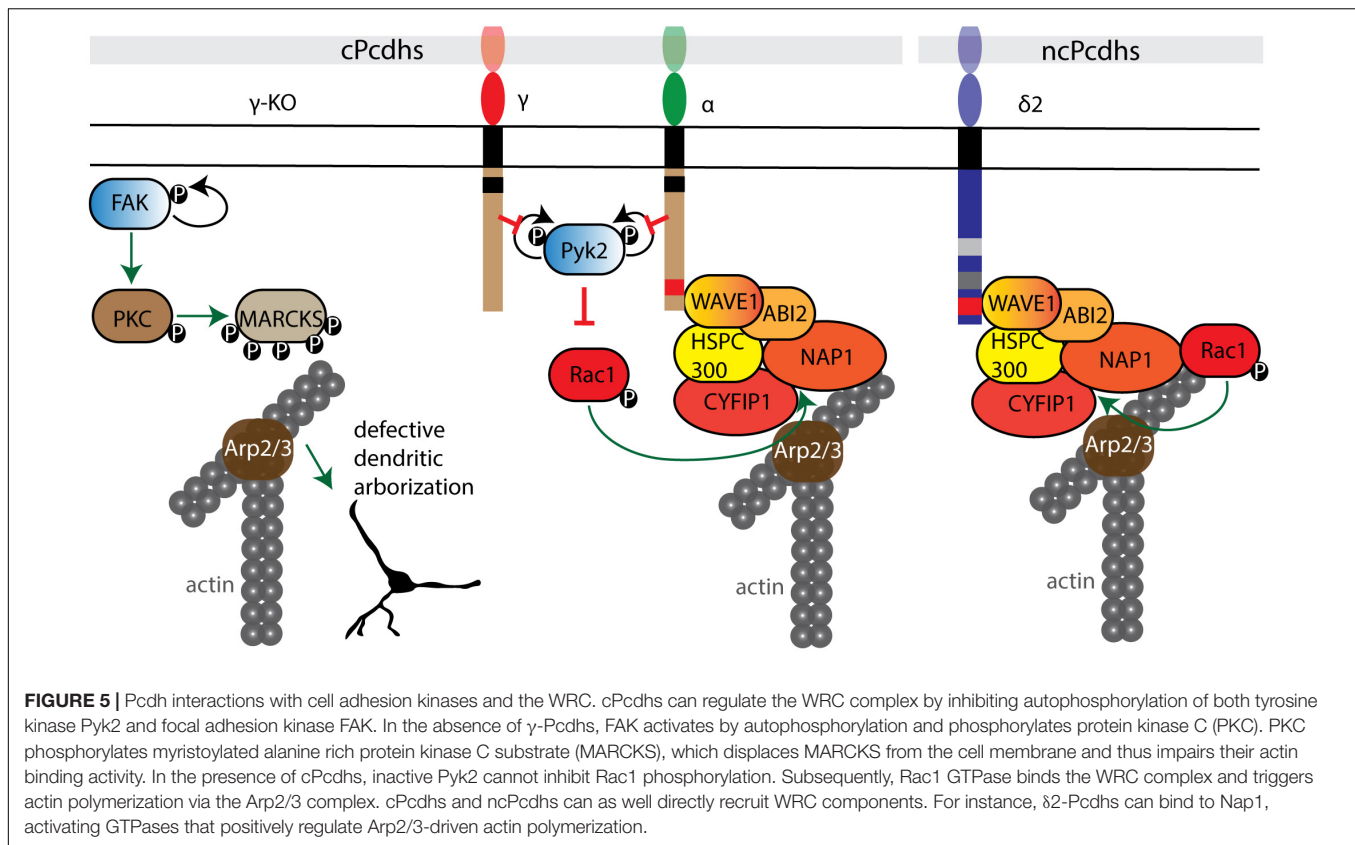 cPcdhs
ncPcdhs
γ-KO
γ
α
δ2
FAK
P
P
Pyk2
P
PKC
P
MARCKS
P
P
P
P
P
WAVE1
ABI2
HSPC
300
NAP1
CYFIP1
Rac1
P
WAVE1
ABI2
HSPC
300
NAP1
CYFIP1
Rac1
P
Arp2/3
defective
dendritic
arborization
actin
Arp2/3
actin
Arp2/3
actin
FIGURE 5 | Pcdh interactions with cell adhesion kinases and the WRC. cPcdhs can regulate the WRC complex by inhibiting autophosphorylation of both tyrosine
kinase Pyk2 and focal adhesion kinase FAK. In the absence of γ-Pcdhs, FAK activates by autophosphorylation and phosphorylates protein kinase C (PKC). PKC
phosphorylates myristoylated alanine rich protein kinase C substrate (MARCKS), which displaces MARCKS from the cell membrane and thus impairs their actin
binding activity. In the presence of cPcdhs, inactive Pyk2 cannot inhibit Rac1 phosphorylation. Subsequently, Rac1 GTPase binds the WRC complex and triggers
actin polymerization via the Arp2/3 complex. cPcdhs and ncPcdhs can as well directly recruit WRC components. For instance, δ2-Pcdhs can bind to Nap1,
activating GTPases that positively regulate Arp2/3-driven actin polymerization.